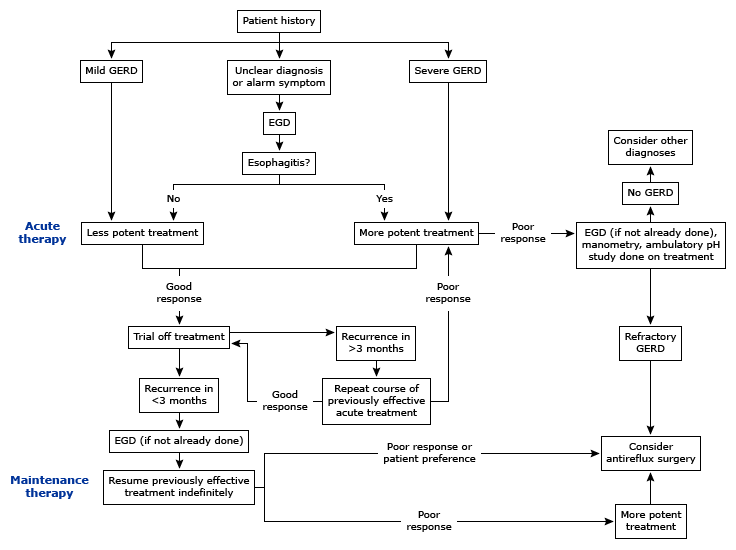 Patient history
Mild GERD
Unclear diagnosis
or alarm symptom
Severe GERD
EGD
Esophagitis?
Consider other
diagnoses
No GERD
No
Yes
Acute
therapy
Less potent treatment
More potent treatment
Poor
response
EGD (if not already done),
manometry, ambulatory pH
study done on treatment
Good
response
Poor
response
Trial off treatment
Recurrence in
>3 months
Refractory
GERD
Recurrence in
<3 months
Good
response
Repeat course of
previously effective
acute treatment
EGD (if not already done)
Poor response or
patient preference
Consider
antireflux surgery
Maintenance
therapy
Resume previously effective
treatment indefinitely
Poor
response
More potent
treatment